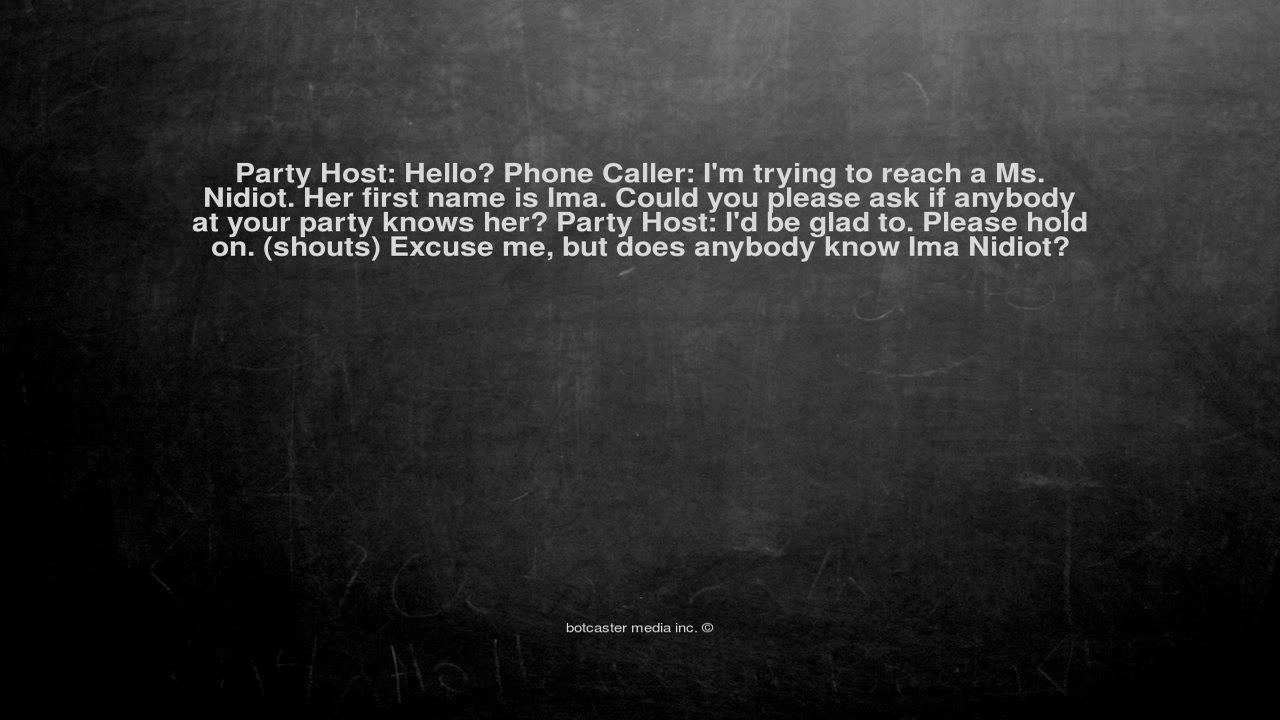 Party Host: Hello? Phone Caller: I'm trying to reach a Ms.
Nidiot. Her first name is Ima. Could you please ask if anybody
at your party knows her? Party Host: I'd be glad to. Please hold
on. (shouts) Excuse me, but does anybody know Ima Nidiot?
botcaster media inc. ©